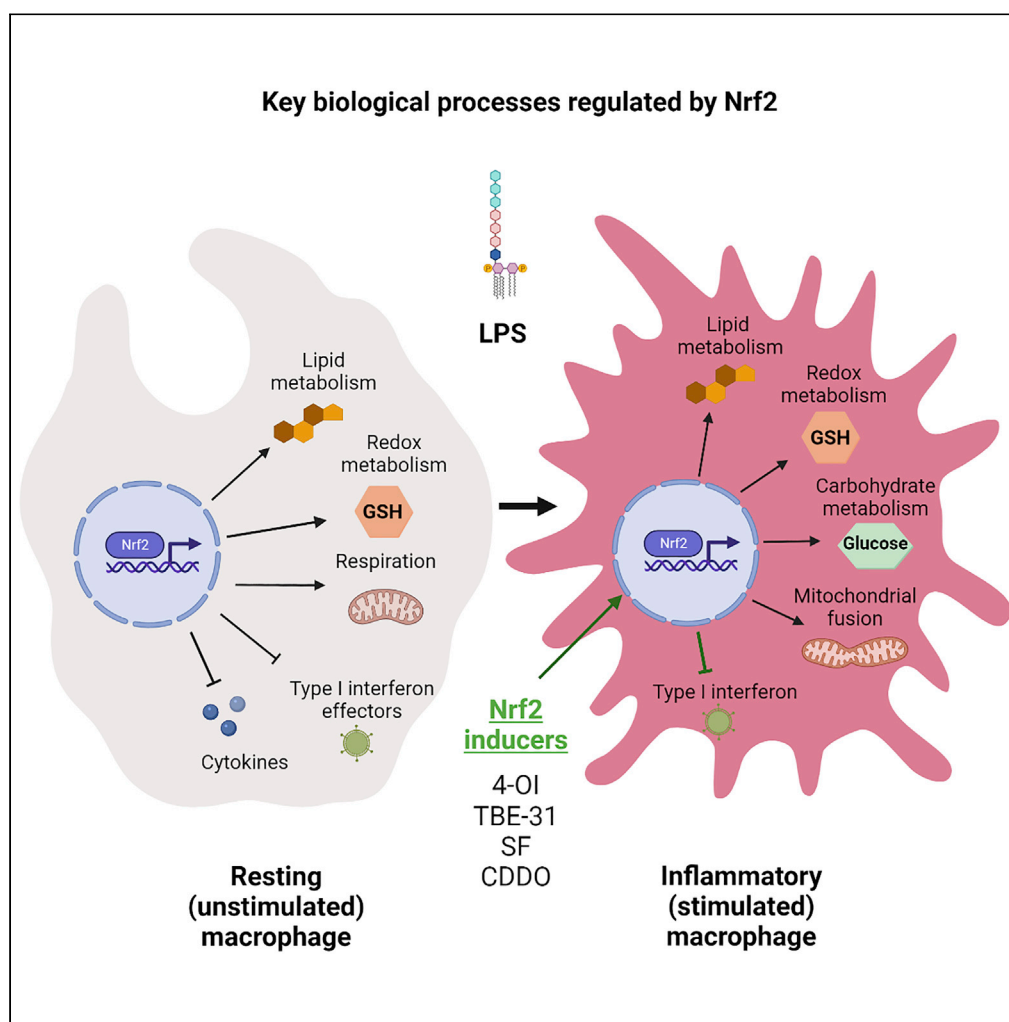 Key biological processes regulated by Nrf2
P
P
LPS
Lipid
metabolism
Redox
metabolism
GSH
Respiration
Nrf2
Type I interferon
effectors
Cytokines
Resting
(unstimulated)
macrophage
Lipid
metabolism
Redox
metabolism
GSH
Carbohydrate
metabolism
Glucose
Nrf2
Mitochondrial
fusion
Type I interferon
Nrf2
inducers
4-OI
TBE-31
SF
CDDO
Inflammatory
(stimulated)
macrophage